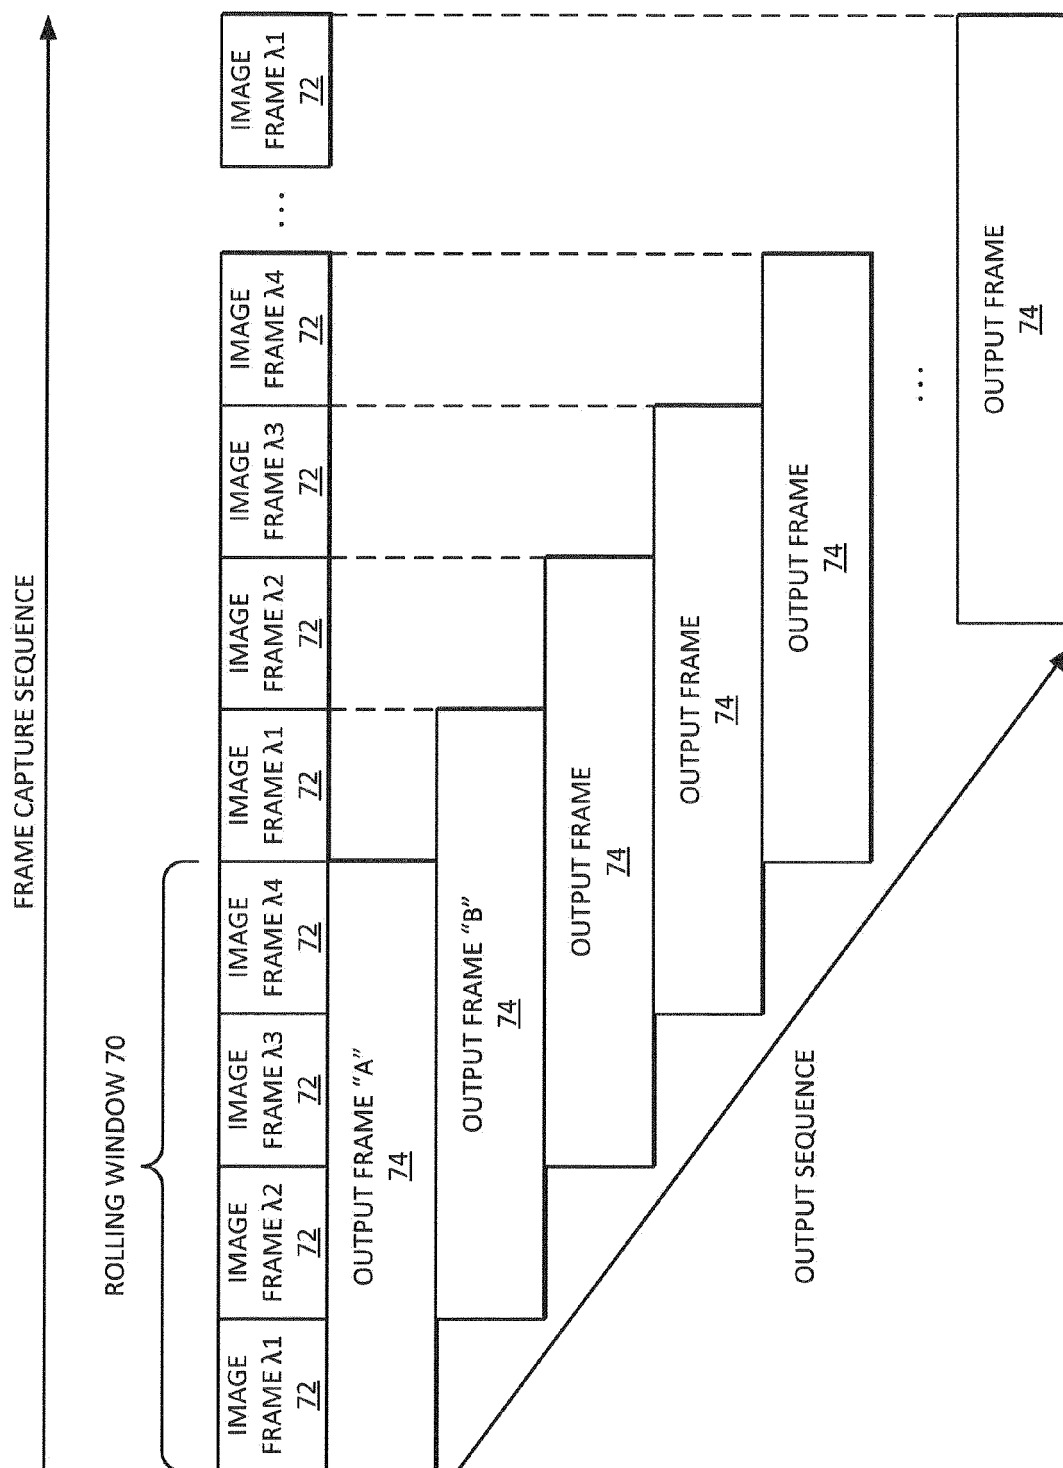 FRAME CAPTURE SEQUENCE
ROLLING WINDOW 70
IMAGE
FRAME λ1
72
IMAGE
FRAME λ2
72
IMAGE
FRAME λ3
72
IMAGE
FRAME λ4
72
IMAGE
FRAME λ1
72
IMAGE
FRAME λ2
72
IMAGE
FRAME λ3
72
IMAGE
FRAME λ4
72
...
IMAGE
FRAME λ1
72
OUTPUT FRAME “A”
74
OUTPUT FRAME “B”
74
OUTPUT FRAME
74
OUTPUT FRAME
74
OUTPUT FRAME
74
...
OUTPUT FRAME
74
OUTPUT SEQUENCE